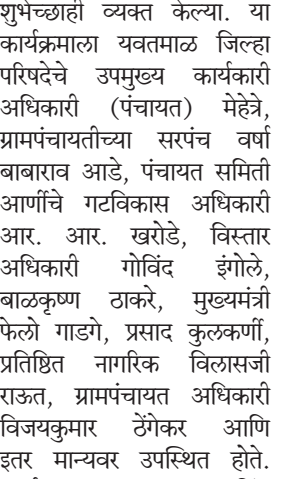 शुभेच्छाही व्यक्त केल्या. या
कार्यक्रमाला यवतमाळ जिल्हा
परिषदेचे उपमुख्य कार्यकारी
अधिकारी (पंचायत) मेहेत्रे,
ग्रामपंचायतीच्या सरपंच वर्षा
बाबाराव आडे, पंचायत समिती
आर्णीचे गटविकास अधिकारी
आर. आर. खरोडे, विस्तार
अधिकारी गोविंद इंगोले,
बाळकृष्ण ठाकरे, मुख्यमंत्री
फेलो गाडगे, प्रसाद कुलकर्णी,
प्रतिष्ठित नागरिक विलासजी
राऊत, ग्रामपंचायत अधिकारी
विजयकुमार ठेंगेकर आणि
इतर मान्यवर उपस्थित होते.